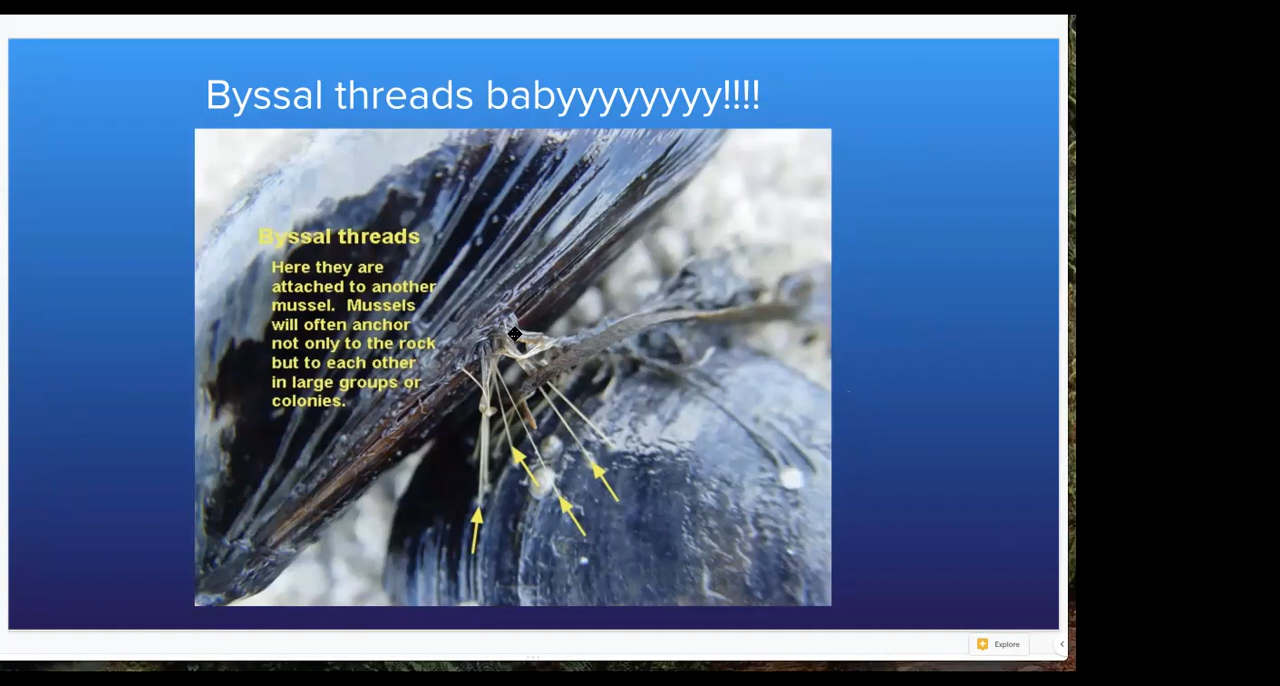 Byssal threads babyyyyyyyy!!!!
Byssal threads
Here they are
attached to another
mussel. Mussels
will often anchor
not only to the rock
but to each other
in large groups or
colonies.
Explore